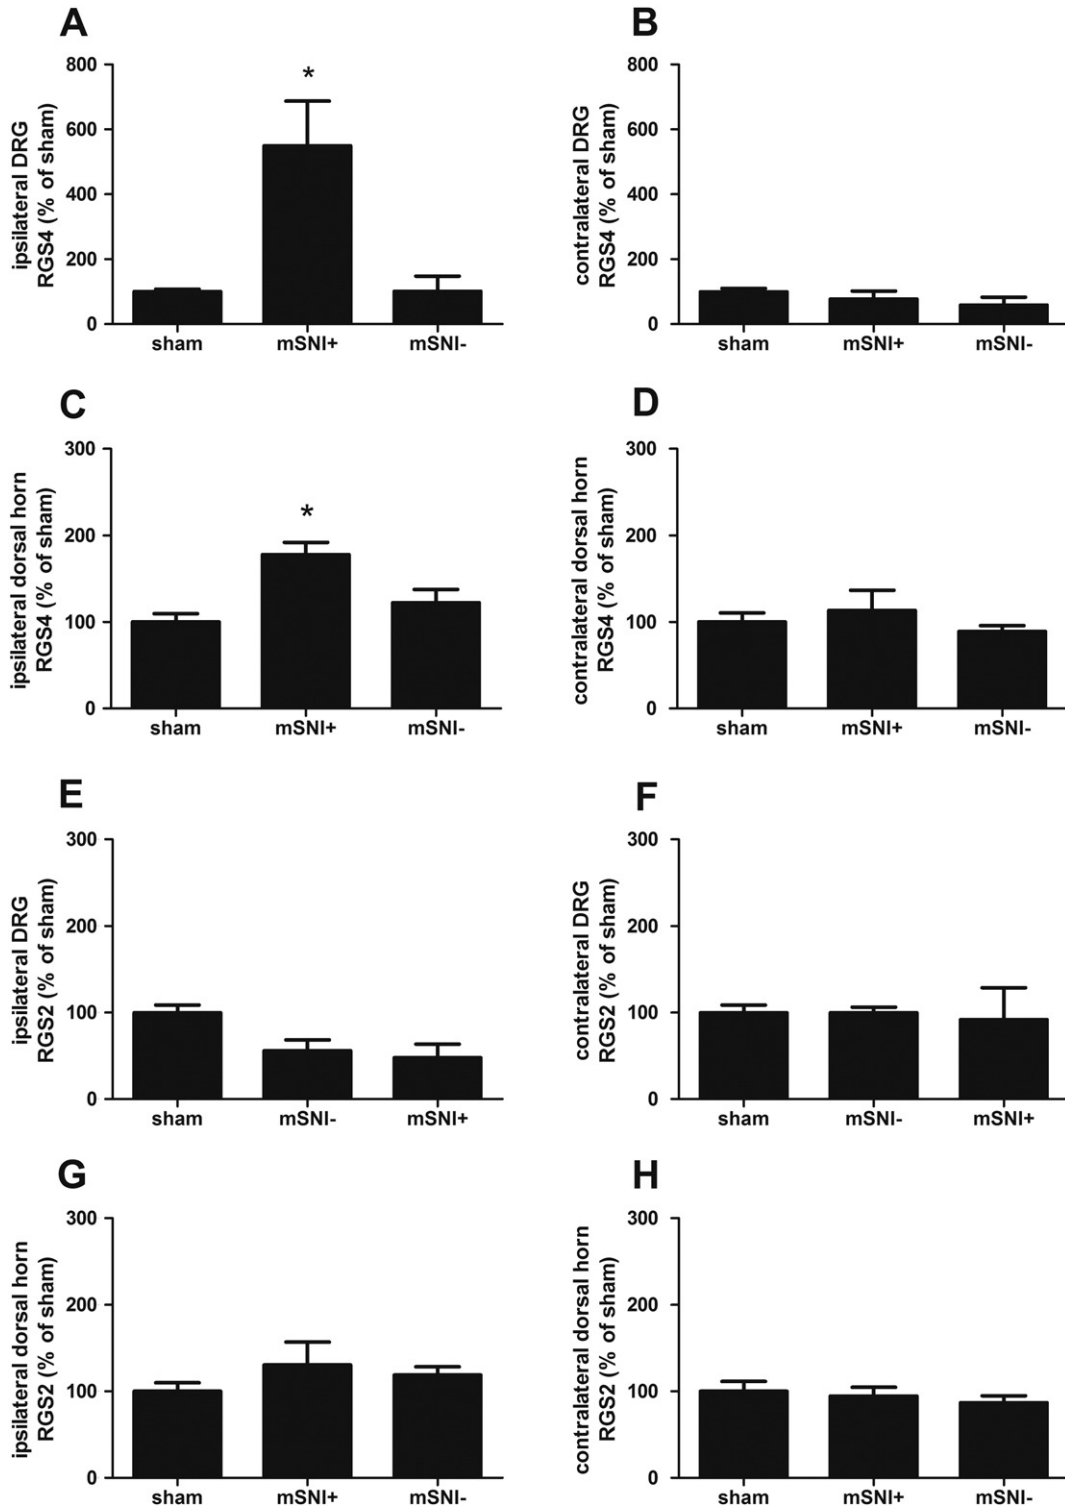 A
ipsilateral DRG
RGS4 (% of sham)
800
600
400
200
0
*
sham mSNI+ mSNI-
B
contralateral DRG
RGS4 (% of sham)
800
600
400
200
0
sham mSNI+ mSNI-
C
ipsilateral dorsal horn
RGS4 (% of sham)
300
200
100
0
*
sham mSNI+ mSNI-
D
contralateral dorsal horn
RGS4 (% of sham)
300
200
100
0
sham mSNI+ mSNI-
E
ipsilateral DRG
RGS2 (% of sham)
300
200
100
0
sham mSNI- mSNI+
F
contralateral DRG
RGS2 (% of sham)
300
200
100
0
sham mSNI- mSNI+
G
ipsilateral dorsal horn
RGS2 (% of sham)
300
200
100
0
sham mSNI+ mSNI-
H
contralateral dorsal horn
RGS2 (% of sham)
300
200
100
0
sham mSNI+ mSNI-